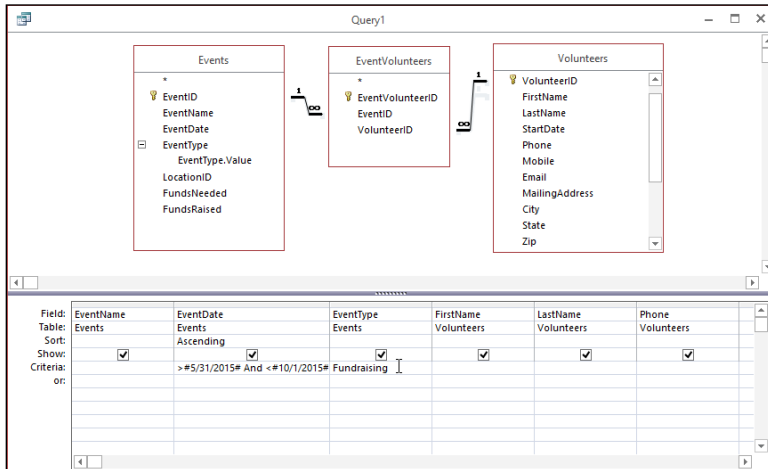 Query1
Events
*
EventID
EventName
EventDate
EventType
EventType.Value
LocationID
FundsNeeded
FundsRaised
1
∞
EventVolunteers
*
EventVolunteerID
EventID
VolunteerID
1
∞
Volunteers
VolunteerID
FirstName
LastName
StartDate
Phone
Mobile
Email
MailingAddress
City
State
Zip
Field: EventName EventDate EventType FirstName LastName Phone
Table: Events Events Events Volunteers Volunteers Volunteers
Sort: Ascending
Show:
Criteria: >#5/31/2015# And <#10/1/2015# Fundraising
or: